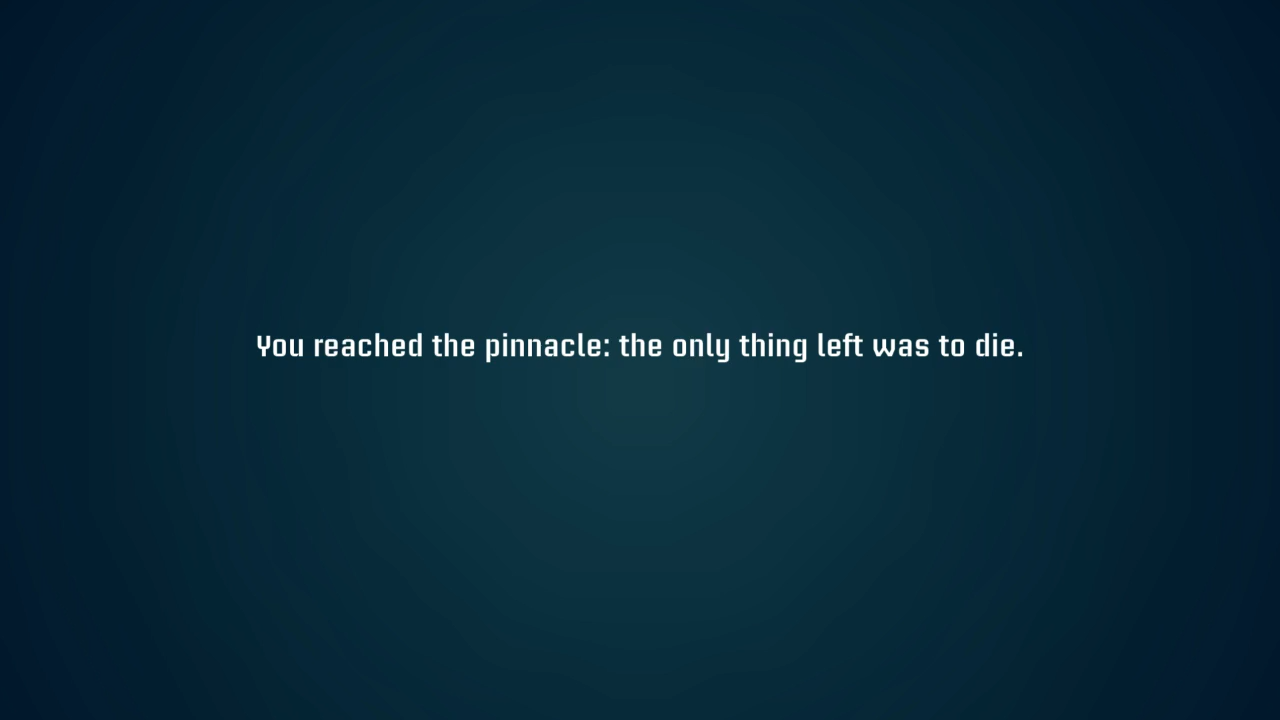 You reached the pinnacle: the only thing left was to die.